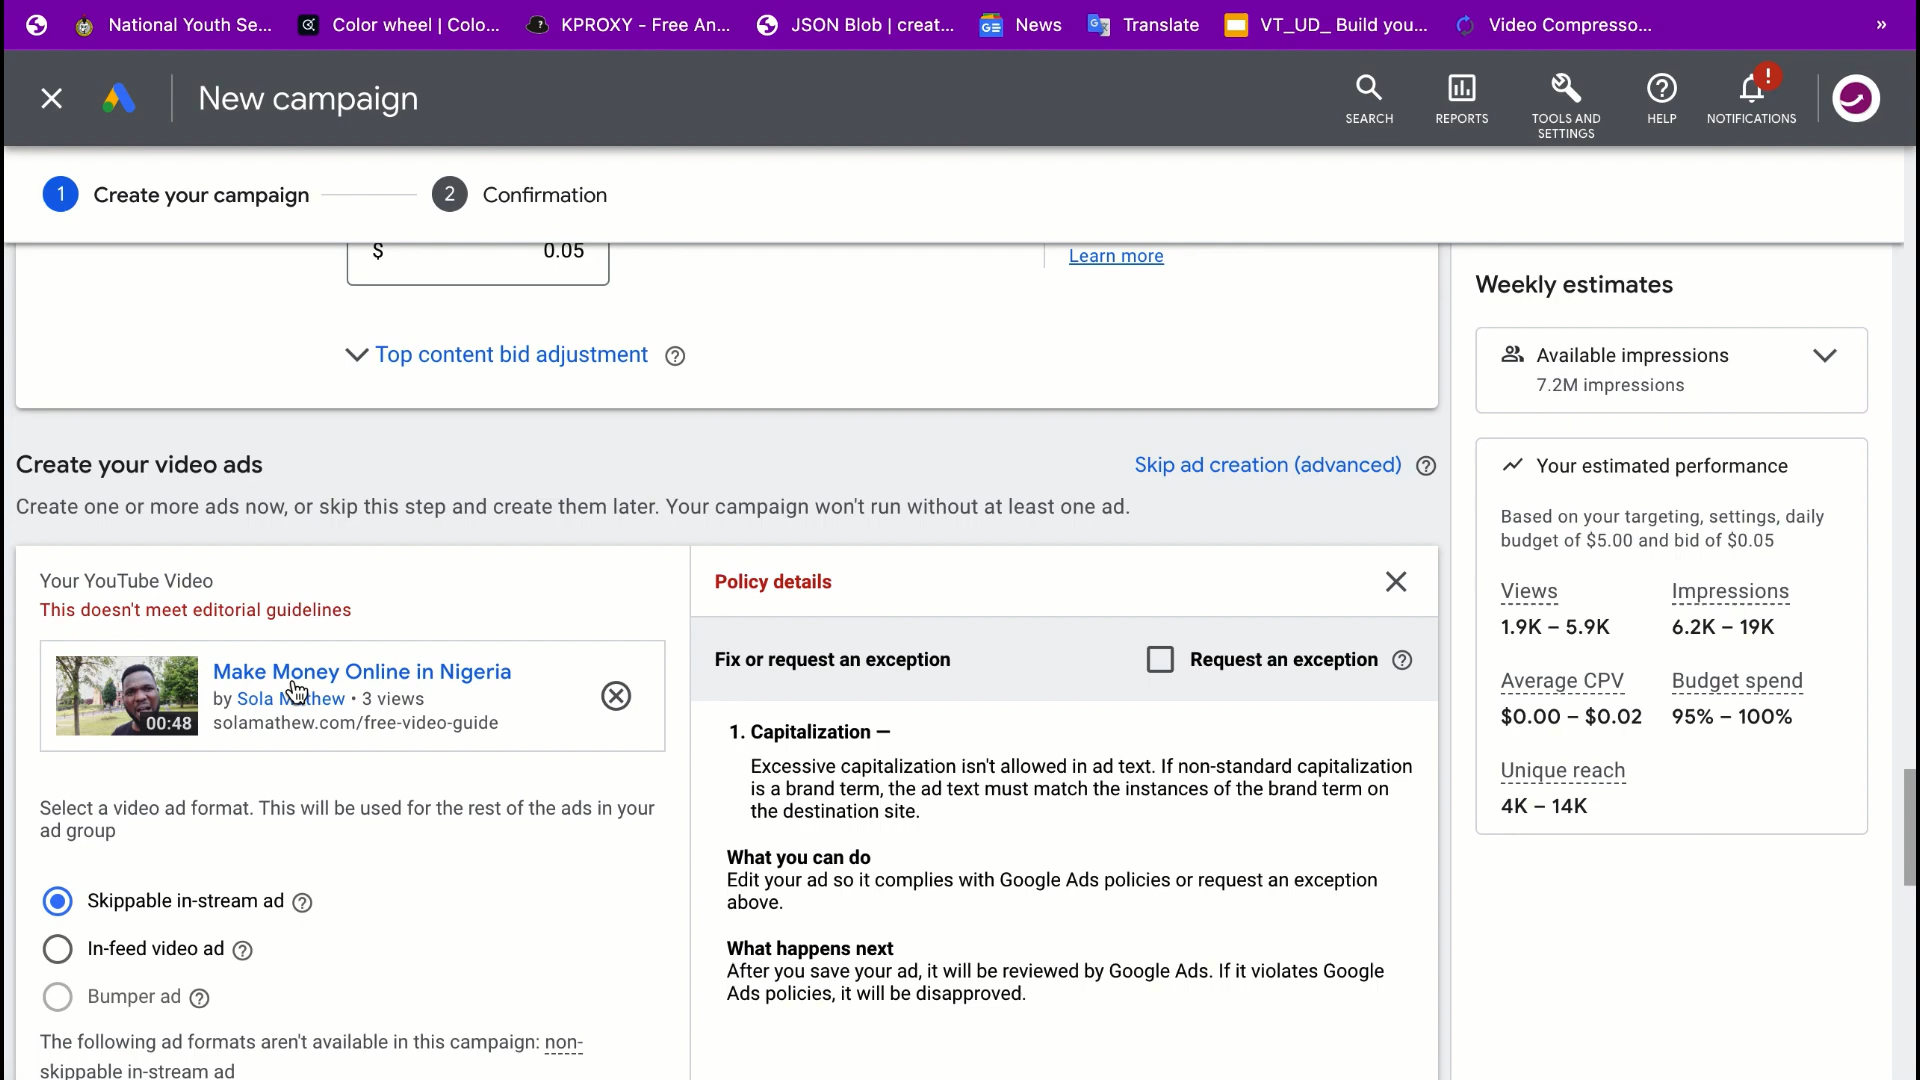 National Youth Se...
Color wheel | Colo...
KPROXY - Free An...
JSON Blob | creat...
GE
News
Translate
VT_UD_ Build you...
Video Compresso...
»
New campaign
SEARCH
REPORTS
TOOLS AND
SETTINGS
HELP
!
NOTIFICATIONS
1 Create your campaign
2 Confirmation
$ 0.05
Learn more
Top content bid adjustment
Create your video ads
Skip ad creation (advanced)
Create one or more ads now, or skip this step and create them later. Your campaign won't run without at least one ad.
Your YouTube Video
This doesn't meet editorial guidelines
00:48
Make Money Online in Nigeria
by Sola Mathew • 3 views
solamathew.com/free-video-guide
Select a video ad format. This will be used for the rest of the ads in your
ad group
Skippable in-stream ad
In-feed video ad
Bumper ad
The following ad formats aren't available in this campaign: non-
skippable in-stream ad
Policy details
Fix or request an exception
Request an exception
1. Capitalization –
Excessive capitalization isn't allowed in ad text. If non-standard capitalization
is a brand term, the ad text must match the instances of the brand term on
the destination site.
What you can do
Edit your ad so it complies with Google Ads policies or request an exception
above.
What happens next
After you save your ad, it will be reviewed by Google Ads. If it violates Google
Ads policies, it will be disapproved.
Weekly estimates
Available impressions
7.2M impressions
Your estimated performance
Based on your targeting, settings, daily
budget of $5.00 and bid of $0.05
Views Impressions
1.9K – 5.9K 6.2K – 19K
Average CPV Budget spend
$0.00 – $0.02 95% – 100%
Unique reach
4K – 14K